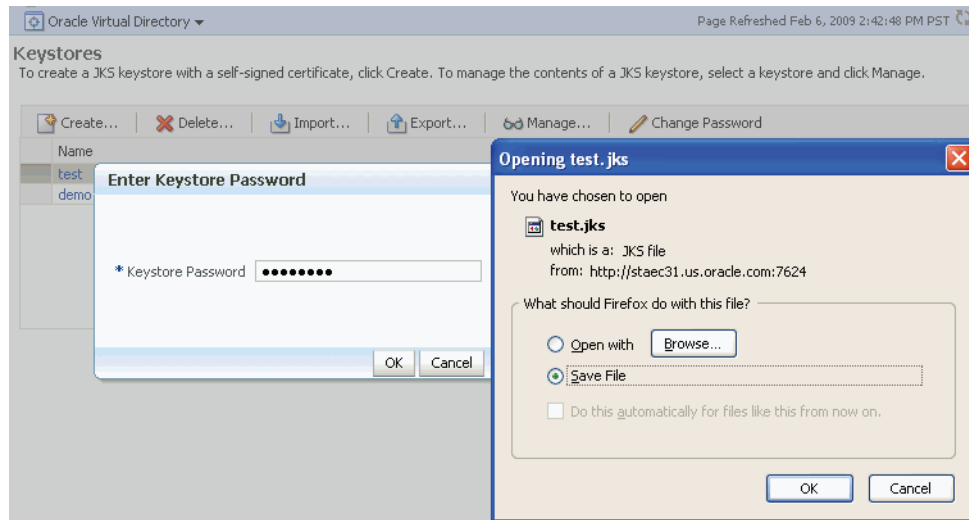 Oracle Virtual Directory
Page Refreshed Feb 6, 2009 2:42:48 PM PST
Keystores
To create a JKS keystore with a self-signed certificate, click Create. To manage the contents of a JKS keystore, select a keystore and click Manage.
Create... Delete... Import... Export... Manage... Change Password
Name
test
demo
Enter Keystore Password
* Keystore Password ●●●●●●●●
OK Cancel
Opening test.jks
You have chosen to open
test.jks
which is a: JKS file
from: http://staec31.us.oracle.com:7624
What should Firefox do with this file?
Open with Browse...
Save File
Do this automatically for files like this from now on.
OK Cancel